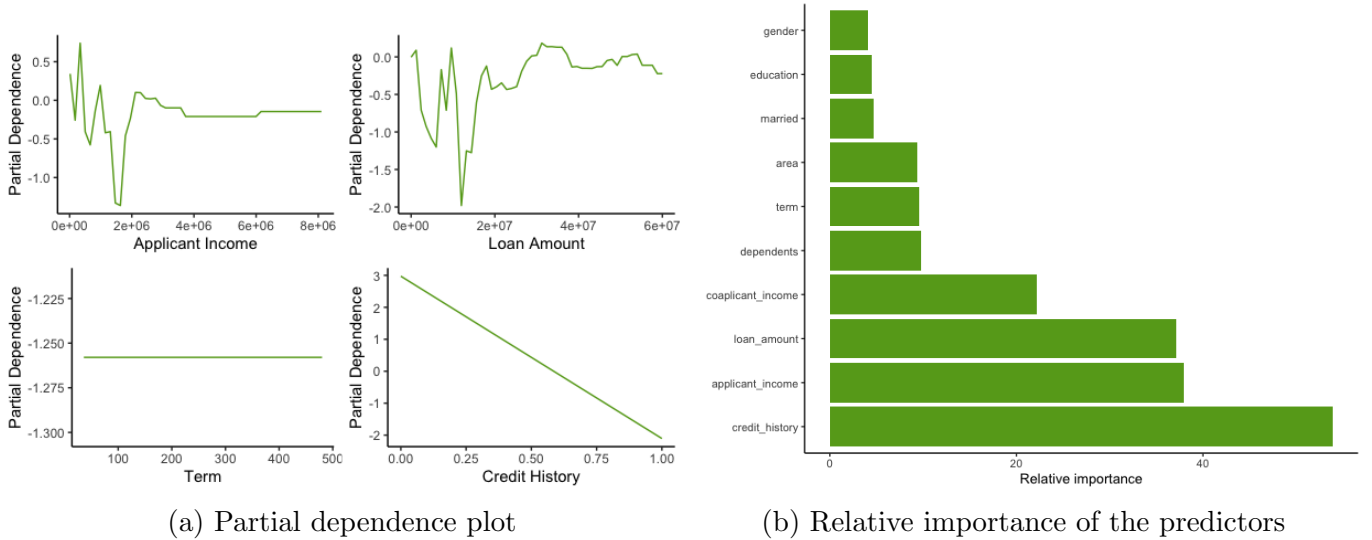 Partial Dependence
0.5
0.0
-0.5
-1.0
0e+00 2e+06 4e+06 6e+06 8e+06
Applicant Income
Partial Dependence
0.0
-0.5
-1.0
-1.5
-2.0
0e+00 2e+07 4e+07 6e+07
Loan Amount
Partial Dependence
-1.225
-1.250
-1.275
-1.300
100 200 300 400 500
Term
Partial Dependence
3
2
1
0
-1
-2
0.00 0.25 0.50 0.75 1.00
Credit History
(a) Partial dependence plot
gender
education
married
area
term
dependents
coaplicant_income
loan_amount
applicant_income
credit_history
0 20 40
Relative importance
(b) Relative importance of the predictors